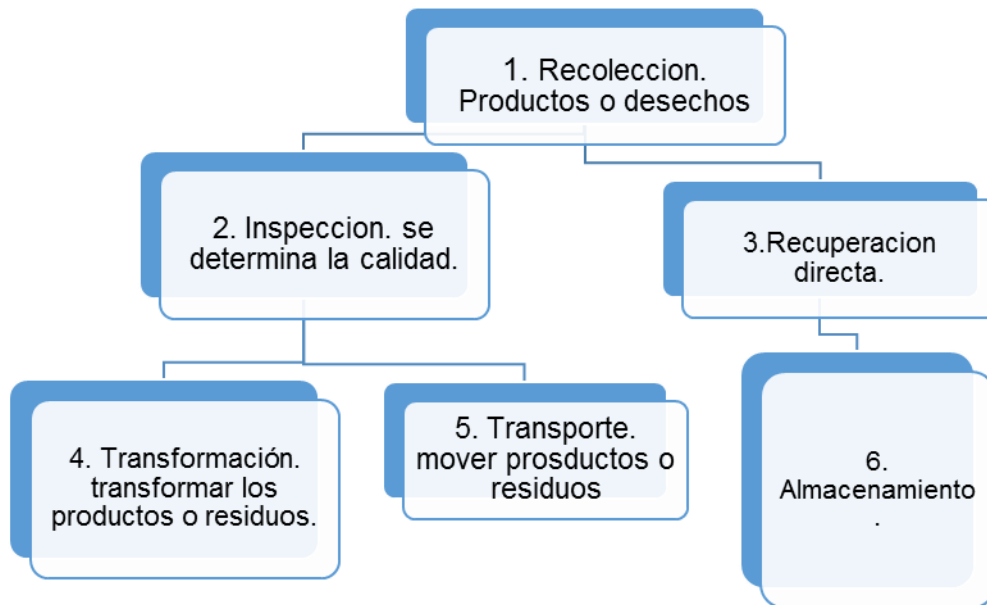 1. Recoleccion.
Productos o desechos
2. Inspeccion. se
determina la calidad.
3.Recuperacion
directa.
4. Transformación.
transformar los
productos o residuos.
5. Transporte.
mover prosductos o
residuos
6.
Almacenamiento
.